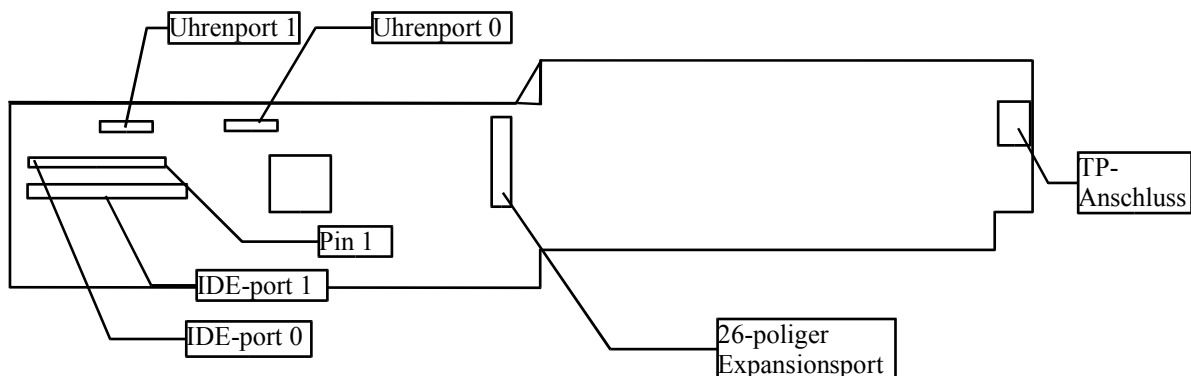 Uhrenport 1
Uhrenport 0
TP-
Anschluss
Pin 1
IDE-port 1
IDE-port 0
26-poliger
Expansionsport